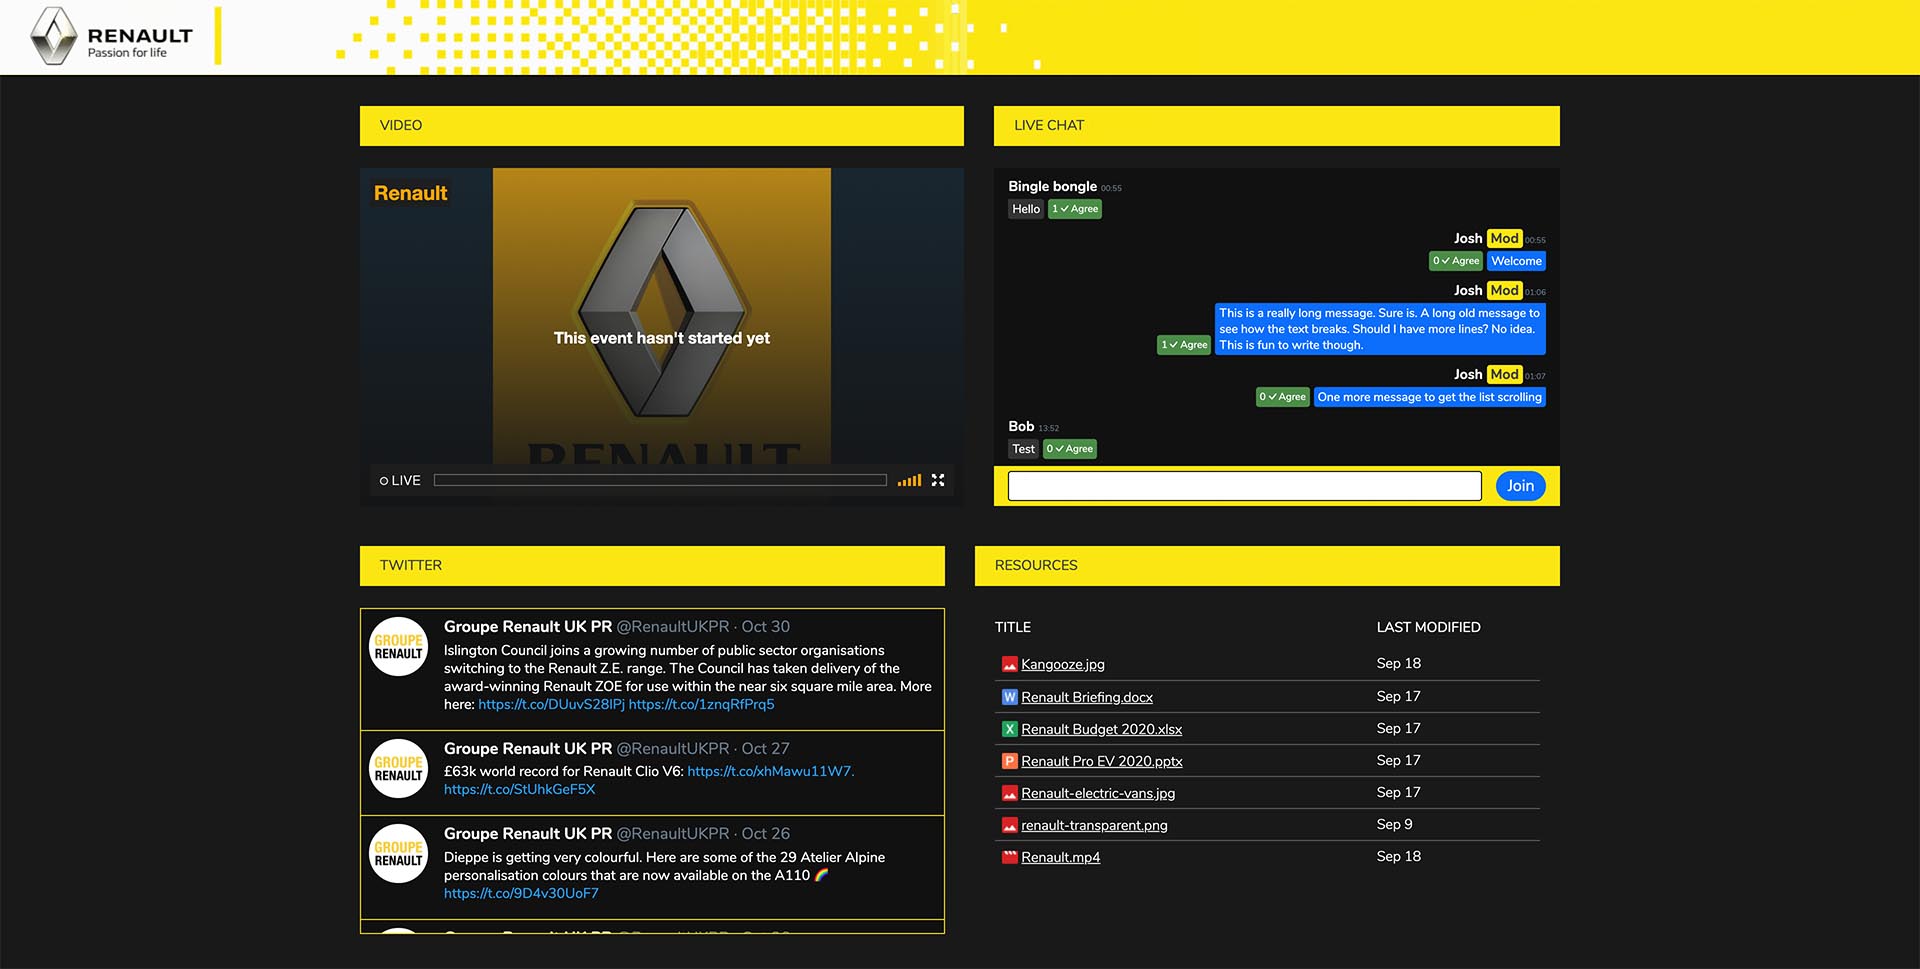 RENAULT
Passion for life
VIDEO
Renault
This event hasn't started yet
RENAULT
LIVE
LIVE CHAT
Bingle bongle 00:55
Hello 1 ✓ Agree
Josh Mod 00:55
0 ✓ Agree Welcome
Josh Mod 01:06
This is a really long message. Sure is. A long old message to
see how the text breaks. Should I have more lines? No idea.
1 ✓ Agree This is fun to write though.
Josh Mod 01:07
0 ✓ Agree One more message to get the list scrolling
Bob 13:52
Test 0 ✓ Agree
Join
TWITTER
GROUPE
RENAULT
Groupe Renault UK PR @RenaultUKPR · Oct 30
Islington Council joins a growing number of public sector organisations
switching to the Renault Z.E. range. The Council has taken delivery of the
award-winning Renault ZOE for use within the near six square mile area. More
here: https://t.co/DUuvS28IPj https://t.co/1znqRfPrq5
GROUPE
RENAULT
Groupe Renault UK PR @RenaultUKPR · Oct 27
£63k world record for Renault Clio V6: https://t.co/xhMawu11W7.
https://t.co/StUhkGeF5X
GROUPE
RENAULT
Groupe Renault UK PR @RenaultUKPR · Oct 26
Dieppe is getting very colourful. Here are some of the 29 Atelier Alpine
personalisation colours that are now available on the A110 🌈
https://t.co/9D4v30UoF7
RESOURCES
TITLE LAST MODIFIED
Kangooze.jpg Sep 18
W Renault Briefing.docx Sep 17
X Renault Budget 2020.xlsx Sep 17
P Renault Pro EV 2020.pptx Sep 17
Renault-electric-vans.jpg Sep 17
renault-transparent.png Sep 9
Renault.mp4 Sep 18